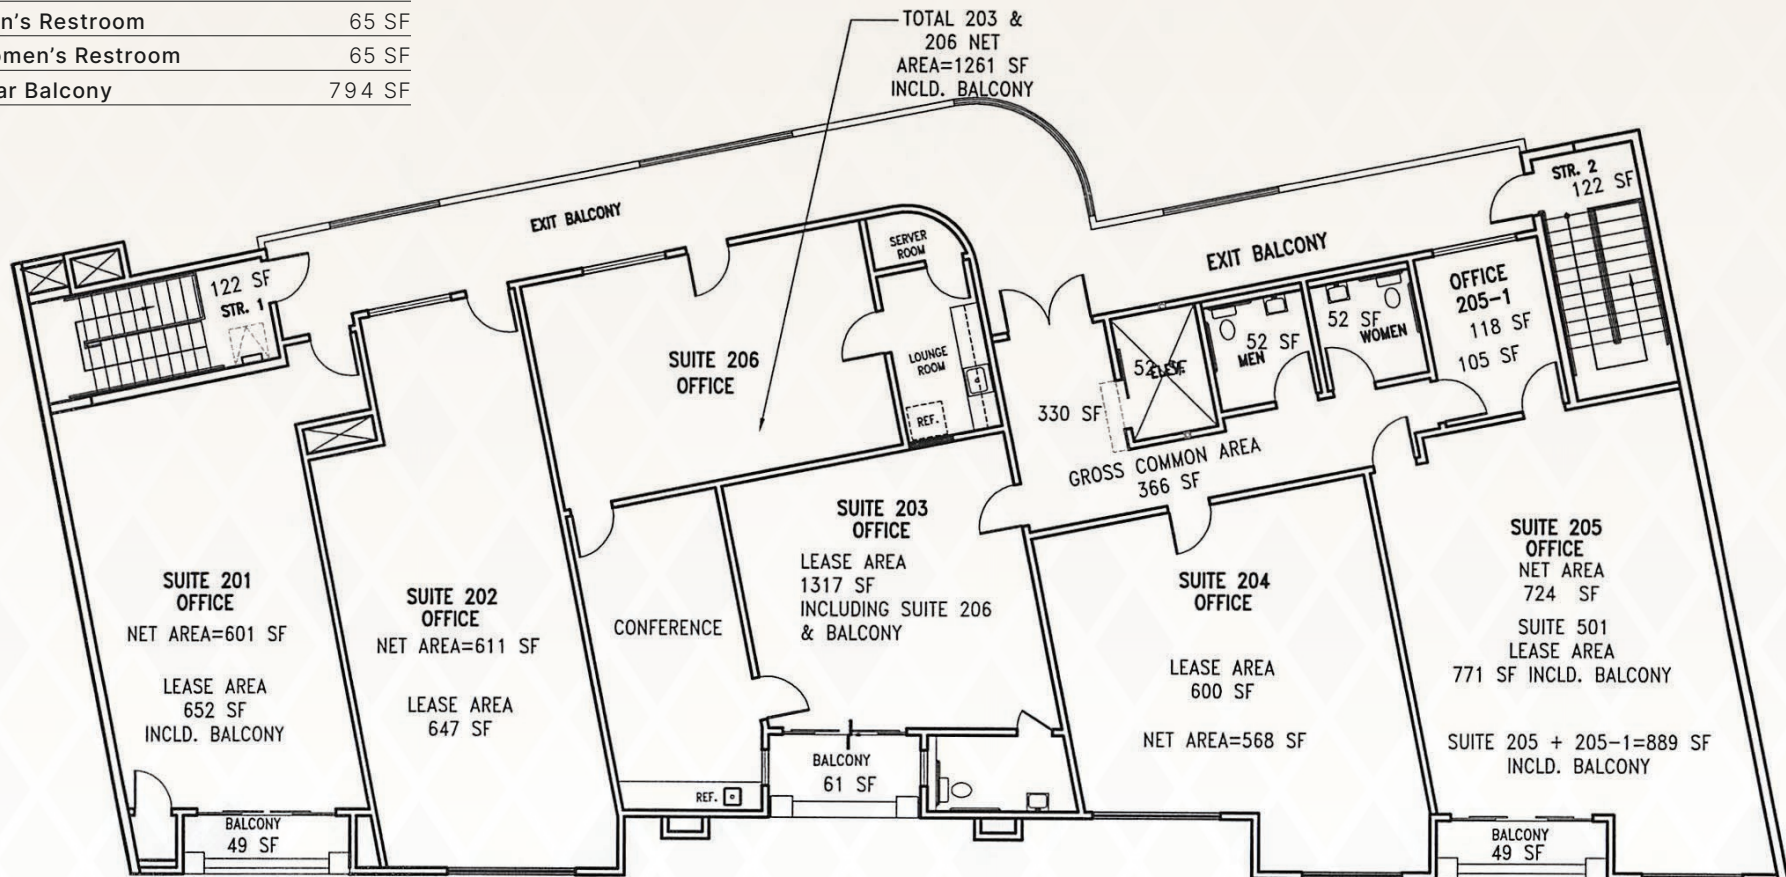 n's Restroom 65 SF
omen's Restroom 65 SF
ar Balcony 794 SF
TOTAL 203 &
206 NET
AREA=1261 SF
INCLD. BALCONY
EXIT BALCONY
EXIT BALCONY
STR. 2
122 SF
122 SF
STR. 1
SERVER
ROOM
LOUNGE
ROOM
REF.
SUITE 206
OFFICE
330 SF
52 SF
ELEV.
52 SF
MEN
52 SF
WOMEN
OFFICE
205-1
118 SF
105 SF
GROSS COMMON AREA
366 SF
SUITE 201
OFFICE
NET AREA=601 SF
LEASE AREA
652 SF
INCLD. BALCONY
SUITE 202
OFFICE
NET AREA=611 SF
LEASE AREA
647 SF
CONFERENCE
SUITE 203
OFFICE
LEASE AREA
1317 SF
INCLUDING SUITE 206
& BALCONY
SUITE 204
OFFICE
LEASE AREA
600 SF
NET AREA=568 SF
SUITE 205
OFFICE
NET AREA
724 SF
SUITE 501
LEASE AREA
771 SF INCLD. BALCONY
SUITE 205 + 205-1=889 SF
INCLD. BALCONY
REF.
BALCONY
61 SF
BALCONY
49 SF
BALCONY
49 SF